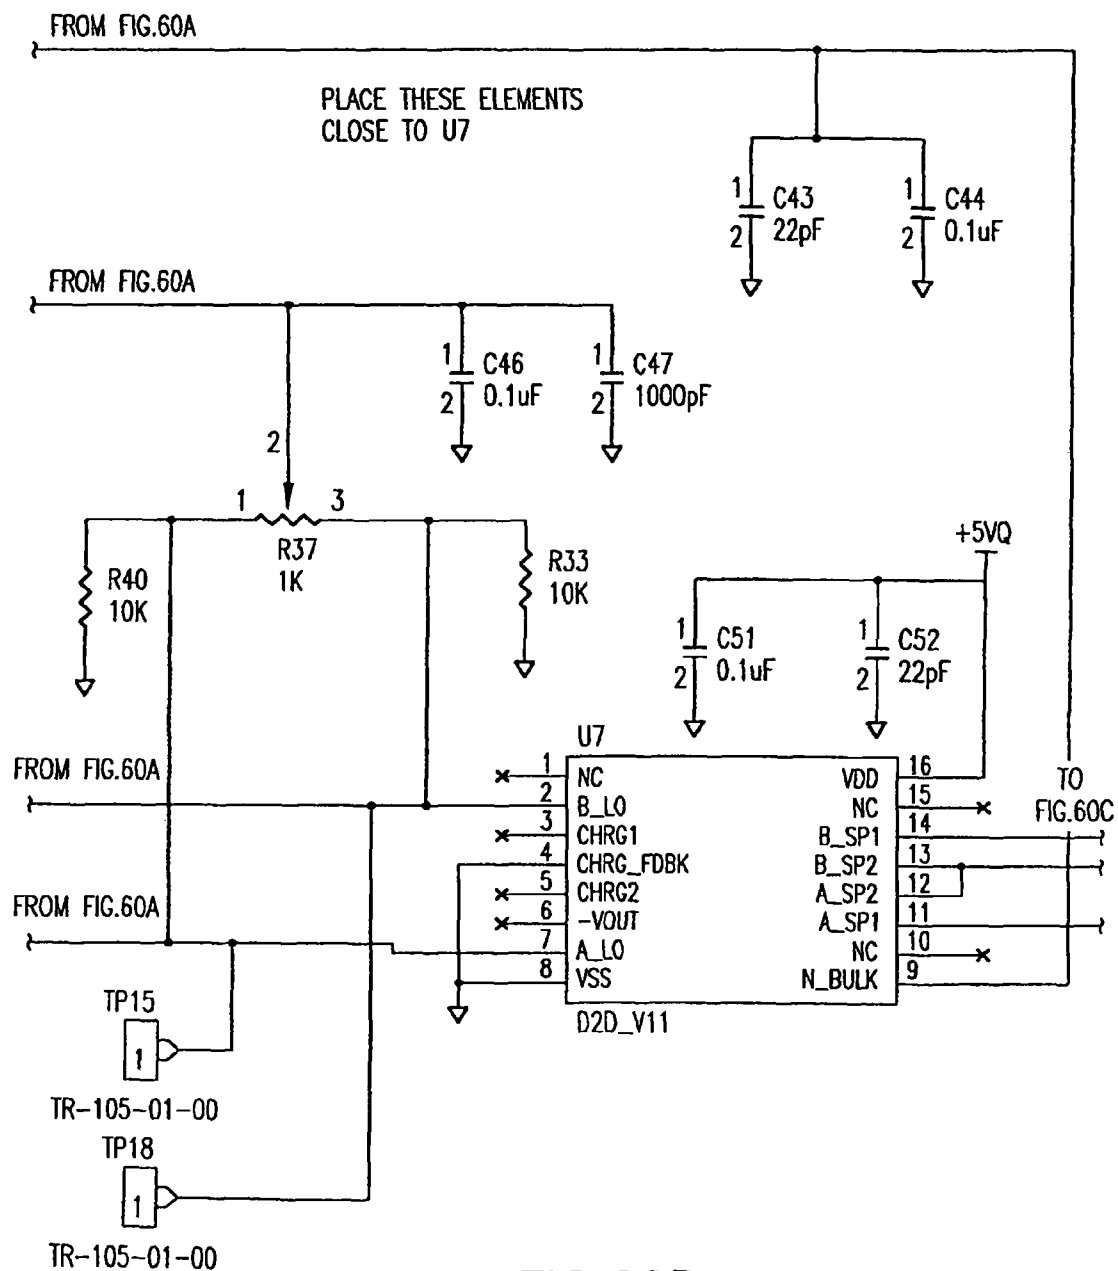 FROM FIG.60A
PLACE THESE ELEMENTS
CLOSE TO U7
1 C43
2 22pF
1 C44
2 0.1uF
FROM FIG.60A
1 C46
2 0.1uF
1 C47
2 1000pF
2
1 3
R37
1K
R40
10K
R33
10K
+5VQ
1 C51
2 0.1uF
1 C52
2 22pF
U7
FROM FIG.60A
1 NC
2 B_LO
3 CHRG1
4 CHRG_FDBK
5 CHRG2
6 -VOUT
7 A_LO
8 VSS
VDD 16
NC 15
B_SP1 14
B_SP2 13
A_SP2 12
A_SP1 11
NC 10
N_BULK 9
D2D_V11
TO
FIG.60C
FROM FIG.60A
TP15
1
TR-105-01-00
TP18
1
TR-105-01-00